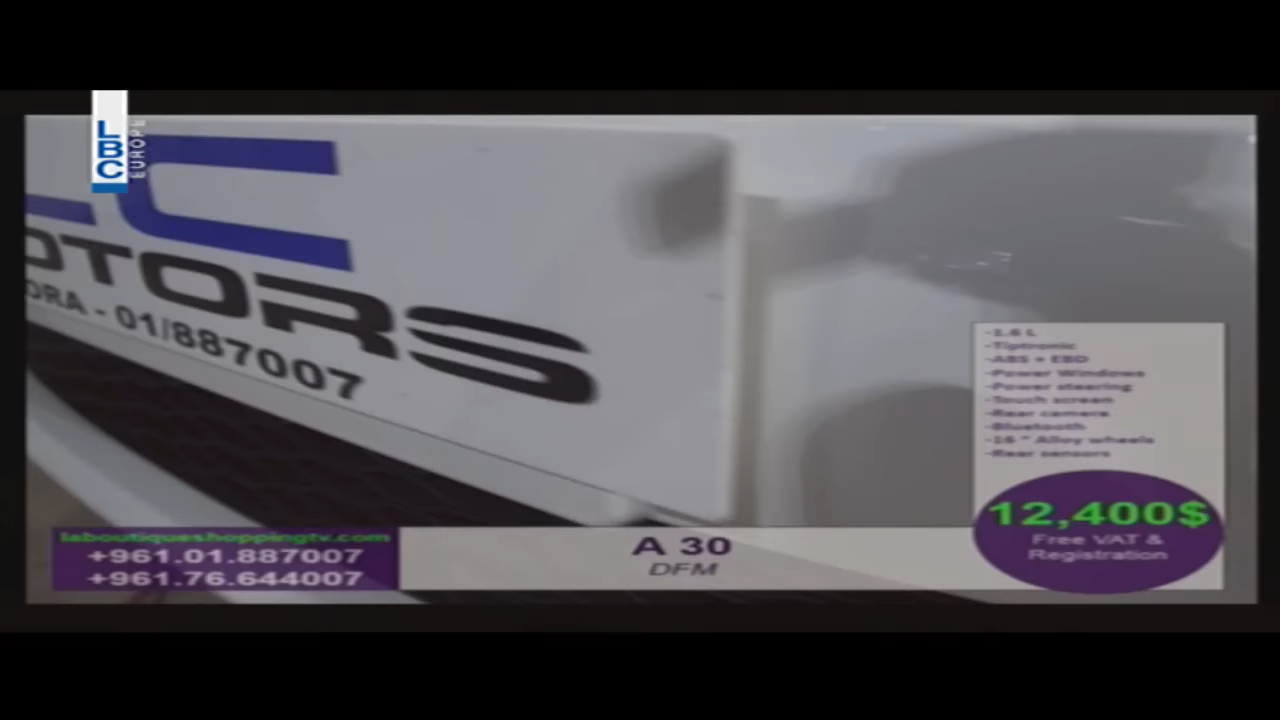 LBC
EUROPE
C
OTORS
ORA - 01/887007
-1.6 L
-Tiptronic
-ABS + EBD
-Power Windows
-Power steering
-Touch screen
-Rear camera
-Bluetooth
-16 " Alloy wheels
-Rear sensors
12,400$
Free VAT &
Registration
laboutiqueshoppingtv.com
+961.01.887007
+961.76.644007
A 30
DFM